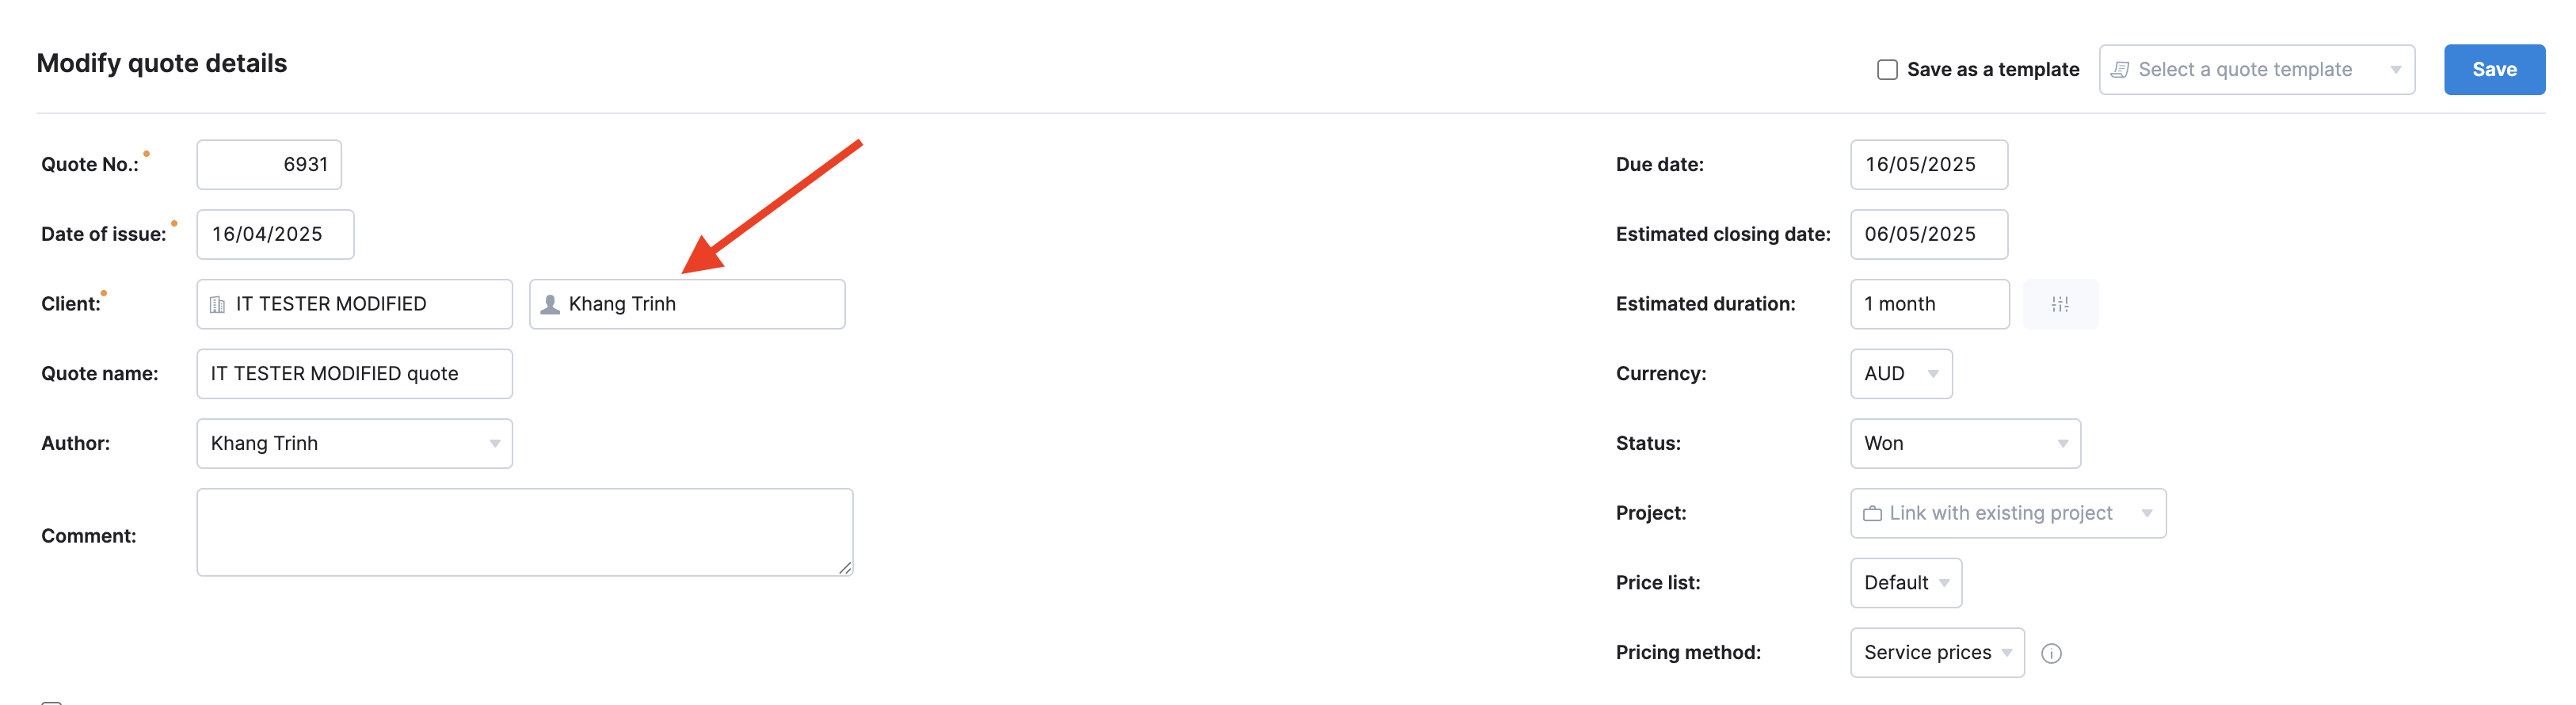 Modify quote details
Save as a template
Select a quote template
Save
Quote No.:
6931
Date of issue:
16/04/2025
Client:
IT TESTER MODIFIED
Khang Trinh
Quote name:
IT TESTER MODIFIED quote
Author:
Khang Trinh
Comment:
Due date:
16/05/2025
Estimated closing date:
06/05/2025
Estimated duration:
1 month
Currency:
AUD
Status:
Won
Project:
Link with existing project
Price list:
Default
Pricing method:
Service prices